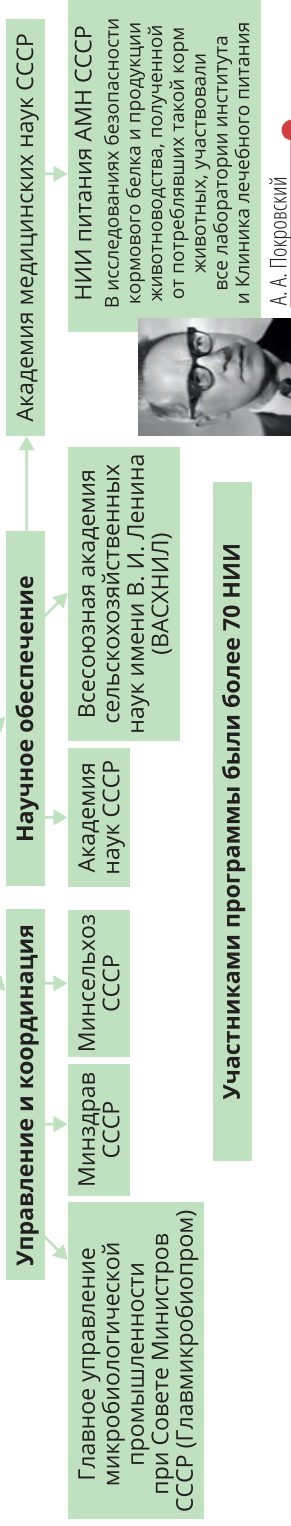 Управление и координация
Главное управление
микробиологической
промышленности
при Совете Министров
СССР (Главмикробиопром)
Минздрав
СССР
Минсельхоз
СССР
Научное обеспечение
Академия
наук СССР
Всесоюзная академия
сельскохозяйственных
наук имени В. И. Ленина
(ВАСХНИЛ)
Академия медицинских наук СССР
НИИ питания АМН СССР
В исследованиях безопасности
кормового белка и продукции
животноводства, полученной
от потреблявших такой корм
животных, участвовали
все лаборатории института
и Клиника лечебного питания
А. А. Покровский
Участниками программы были более 70 НИИ